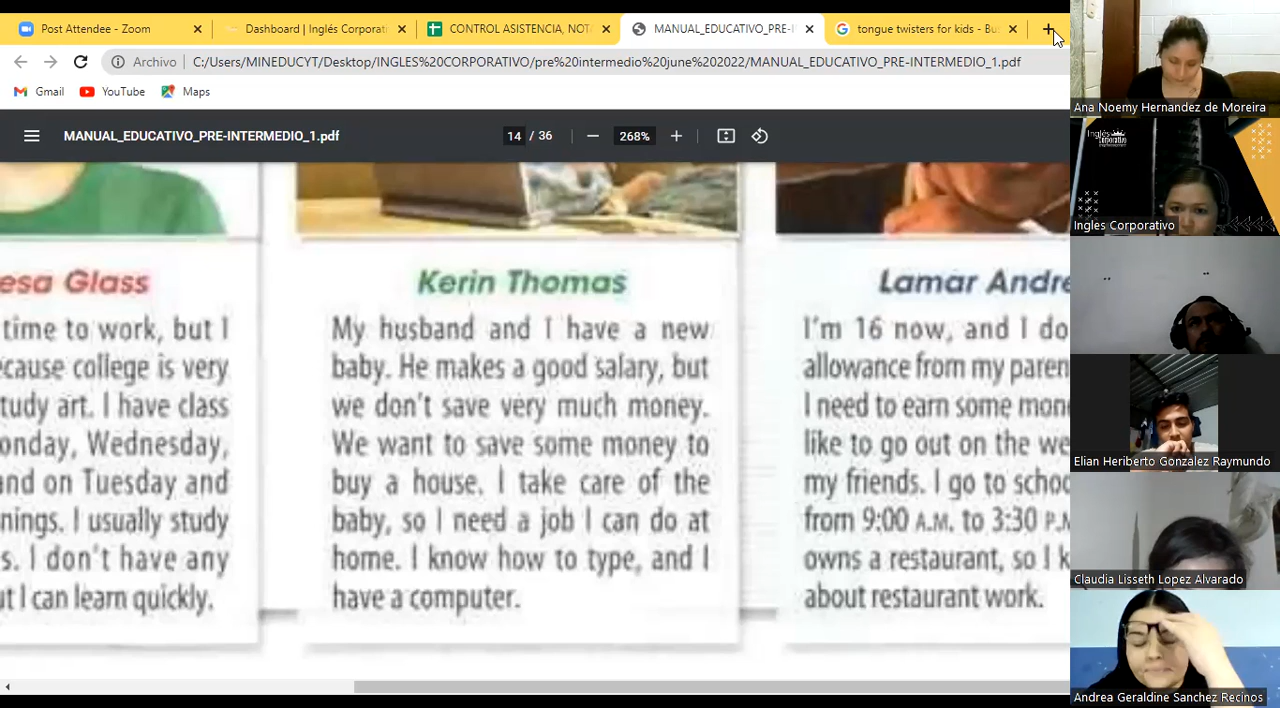 Post Attendee - Zoom
Dashboard | Inglés Corporati
CONTROL ASISTENCIA, NOTA
MANUAL_EDUCATIVO_PRE-I
tongue twisters for kids - Bu
Archivo
C:/Users/MINEDUCYT/Desktop/INGLES%20CORPORATIVO/pre%20intermedio%20june%202022/MANUAL_EDUCATIVO_PRE-INTERMEDIO_1.pdf
Gmail
YouTube
Maps
MANUAL_EDUCATIVO_PRE-INTERMEDIO_1.pdf
14 / 36
268%
esa Glass
time to work, but I
cause college is very
tudy art. I have class
onday, Wednesday,
and on Tuesday and
nings. I usually study
s. I don't have any
ut I can learn quickly.
Kerin Thomas
My husband and I have a new
baby. He makes a good salary, but
we don't save very much money.
We want to save some money to
buy a house. I take care of the
baby, so I need a job I can do at
home. I know how to type, and I
have a computer.
Lamar Andre
I'm 16 now, and I do
allowance from my paren
I need to earn some mon
like to go out on the we
my friends. I go to schoo
from 9:00 A.M. to 3:30 P.M
owns a restaurant, so I k
about restaurant work.
Ana Noemy Hernandez de Moreira
Inglés
Corporativo
Ingles Corporativo
Elian Heriberto González Raymundo
Claudia Lisseth Lopez Alvarado
Andrea Geraldine Sanchez Recinos